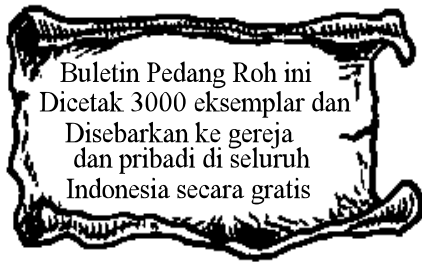 Buletin Pedang Roh ini
Dicetak 3000 eksemplar dan
Disebarkan ke gereja
dan pribadi di seluruh
Indonesia secara gratis